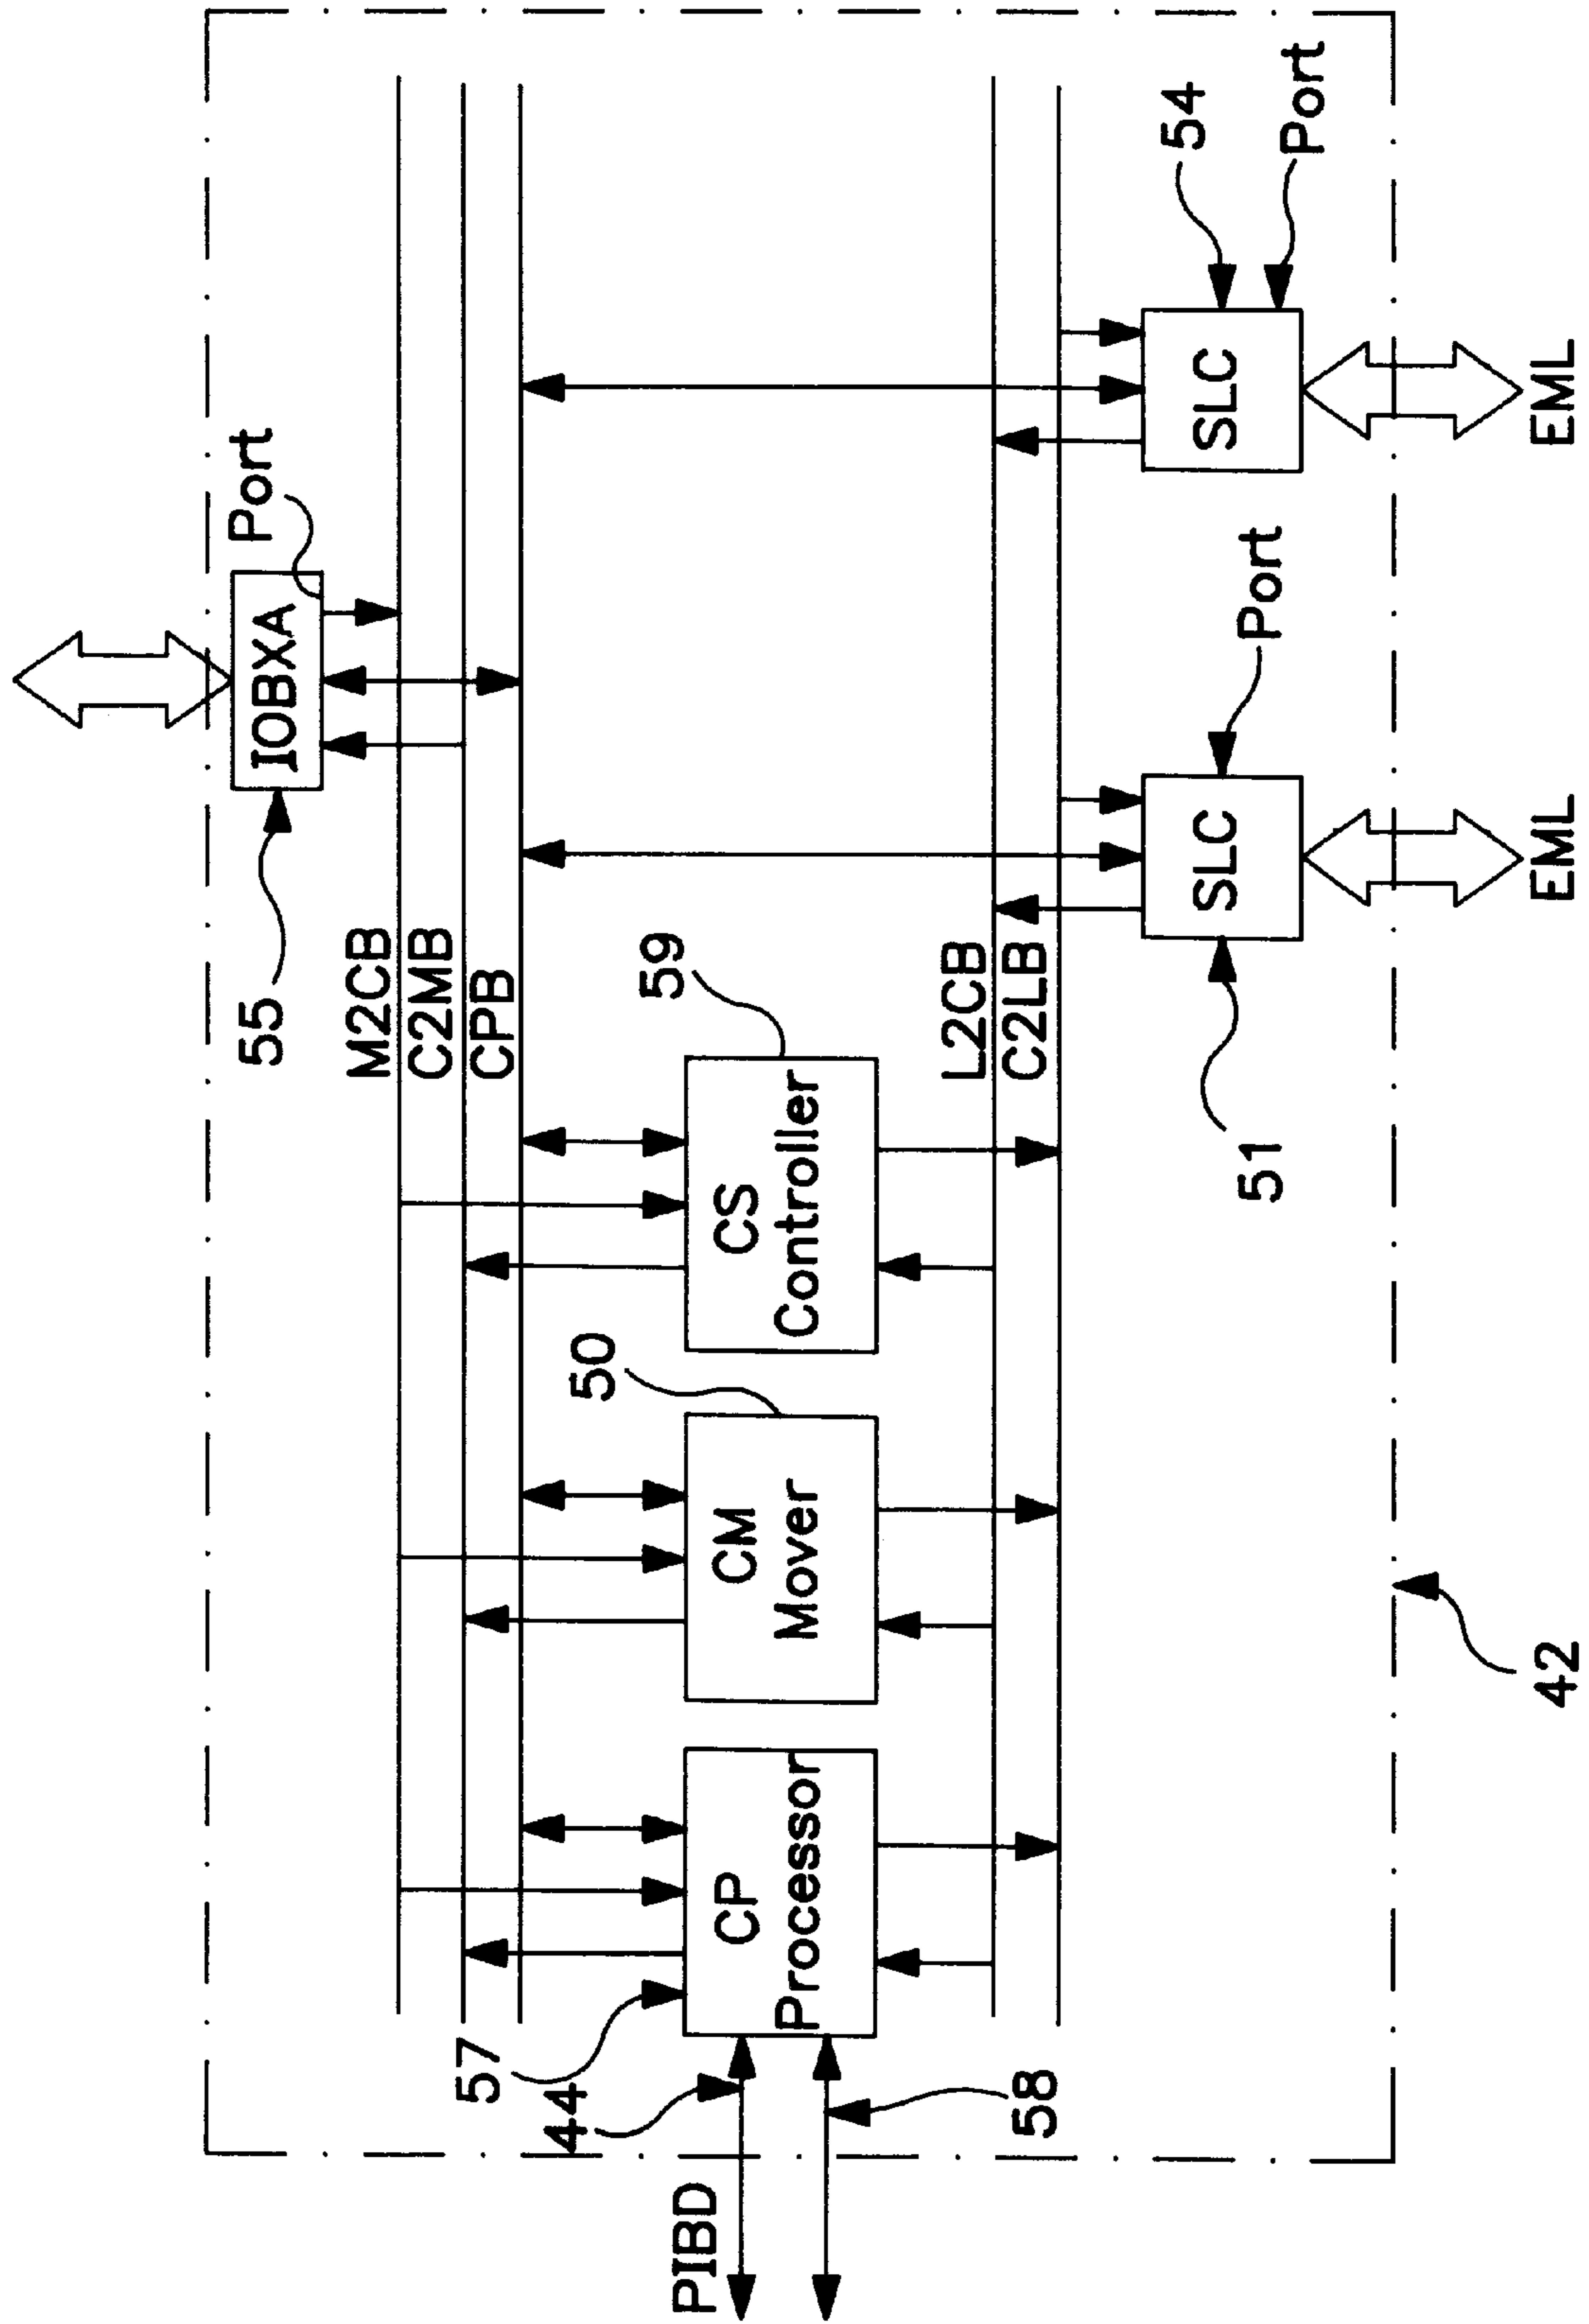 PIBD
44
57
58
CP
Processor
50
CM
Mover
59
CS
Controller
M2CB
C2MB
CPB
L2CB
C2LB
55
IOBXA
Port
51
SLC
Port
EML
54
SLC
Port
EML
42